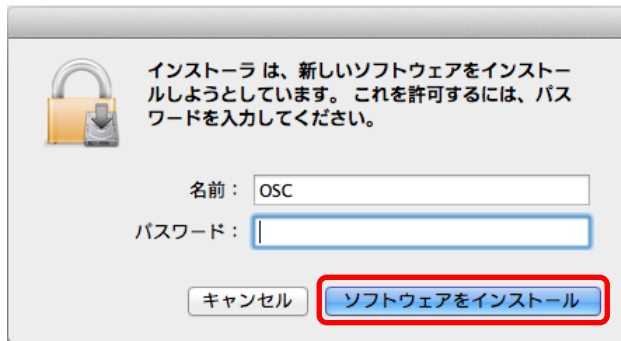 インストーラ は、新しいソフトウェアをインストー
ルしようとしています。 これを許可するには、パス
ワードを入力してください。
名前： OSC
パスワード：
キャンセル ソフトウェアをインストール